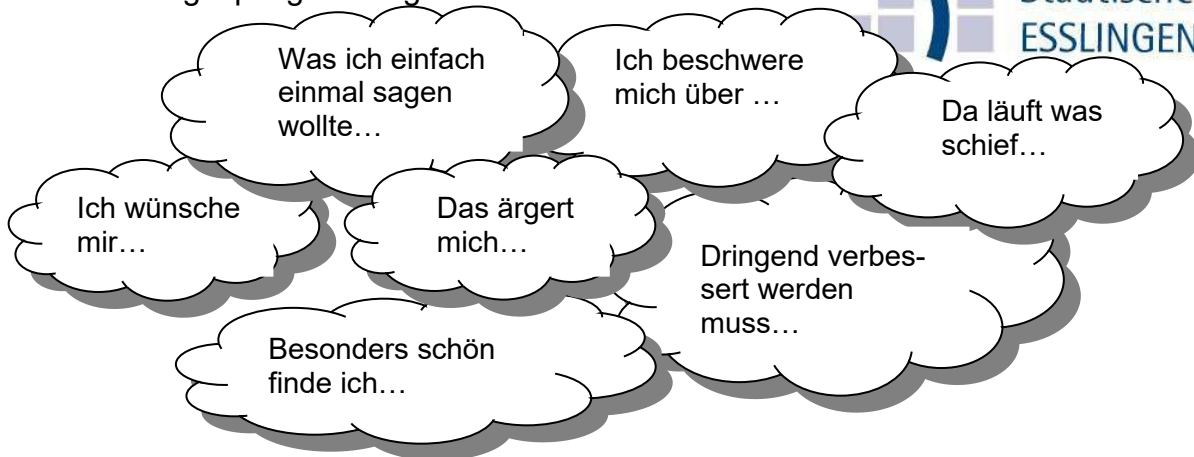 ESSLINGEN
Was ich einfach
einmal sagen
wollte…
Ich beschwere
mich über …
Da läuft was
schief…
Ich wünsche
mir…
Das ärgert
mich…
Dringend verbes-
sert werden
muss…
Besonders schön
finde ich…